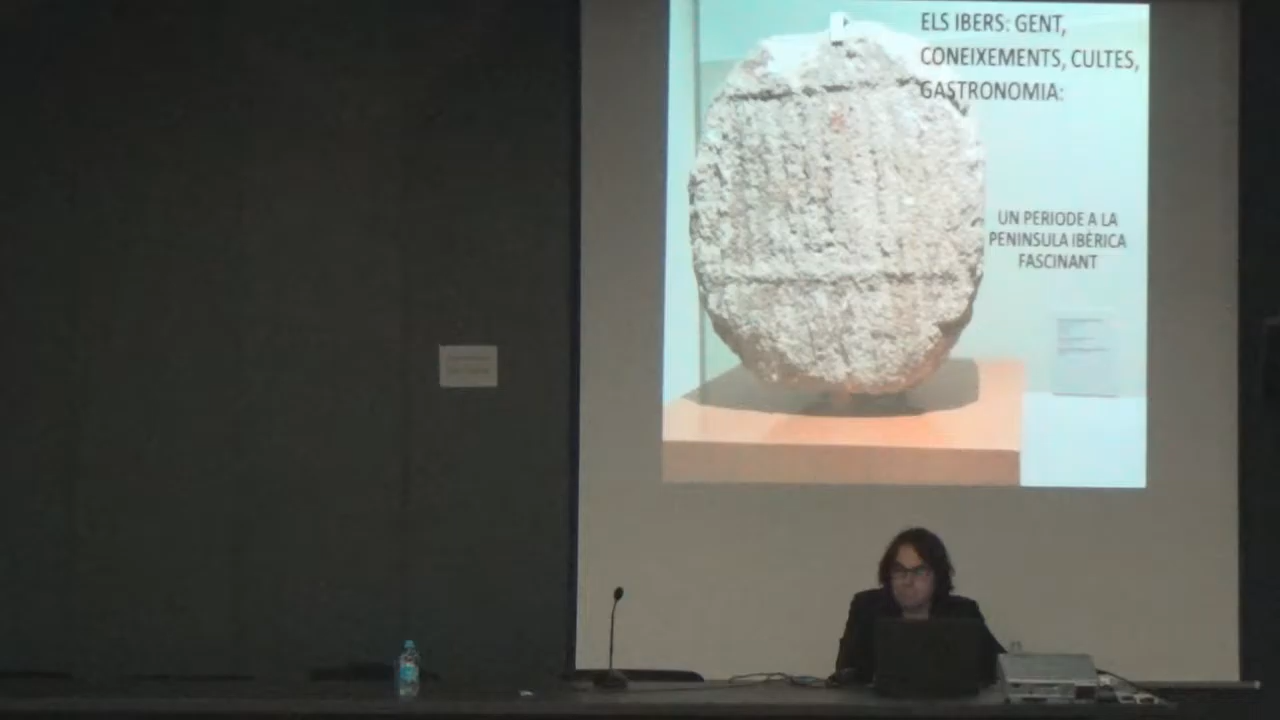 ELS IBERS: GENT,
CONEIXEMENTS, CULTES,
GASTRONOMIA:
UN PERIODE A LA
PENINSULA IBÈRICA
FASCINANT